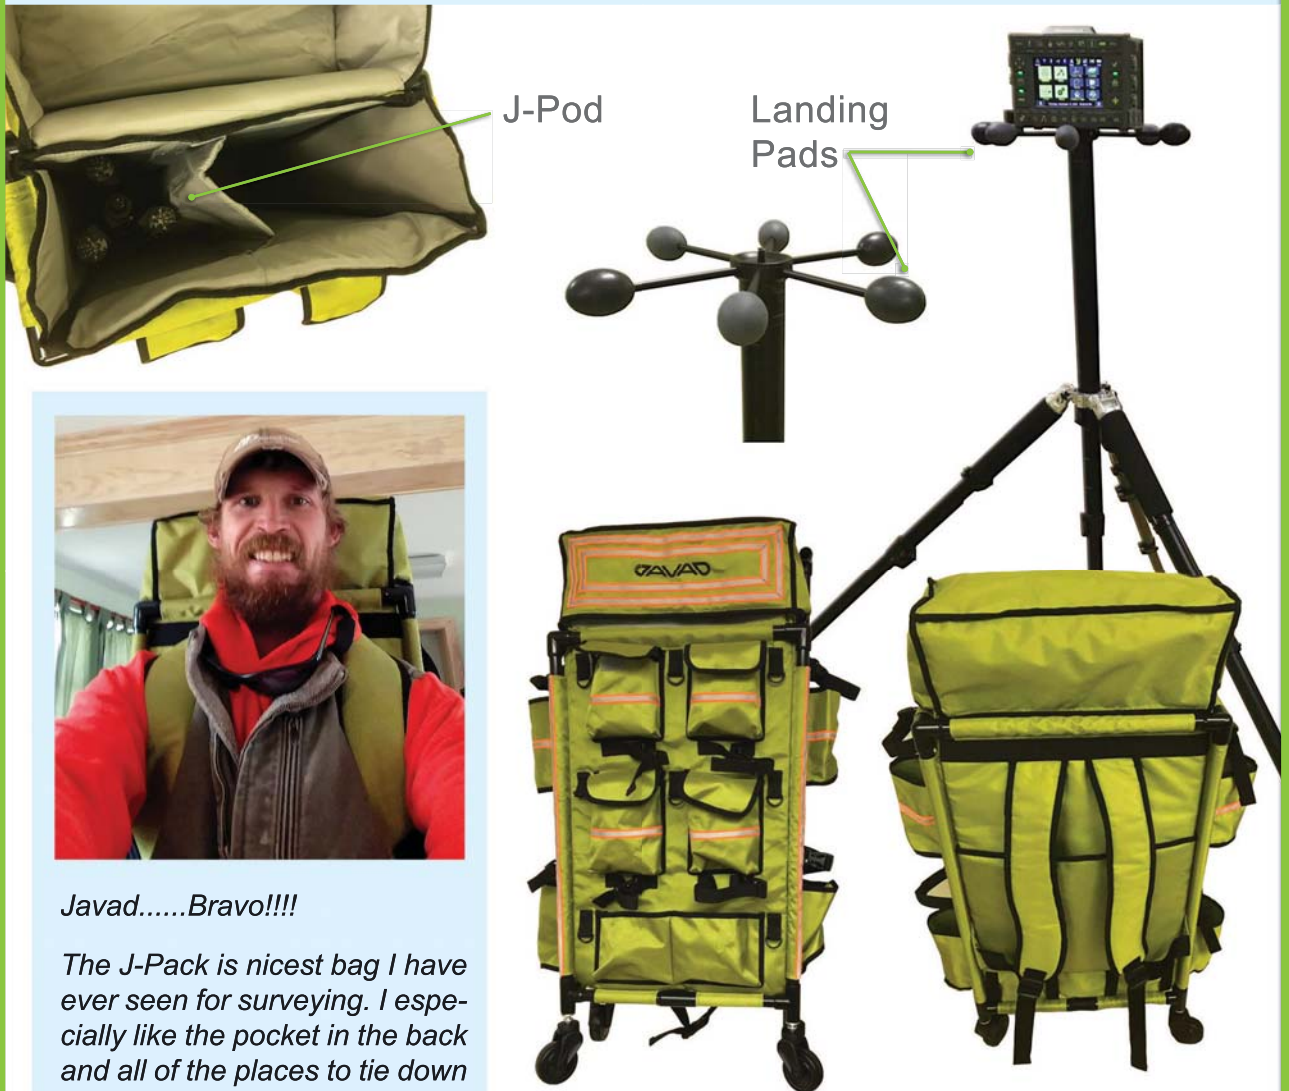 J-Pod
Landing
Pads
JAVAD
Javad......Bravo!!!!
The J-Pack is nicest bag I have
ever seen for surveying. I espe-
cially like the pocket in the back
and all of the places to tie down